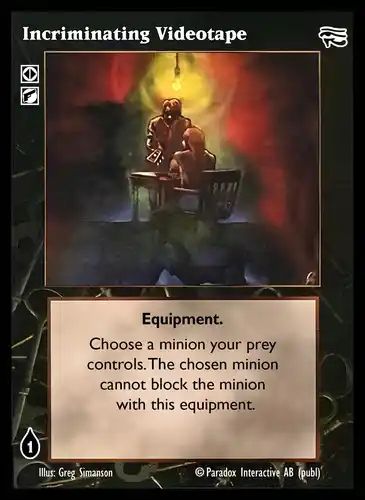 Incriminating Videotape
Equipment.
Choose a minion your prey
controls. The chosen minion
cannot block the minion
with this equipment.
1
Illus: Greg Simanson © Paradox Interactive AB (publ)